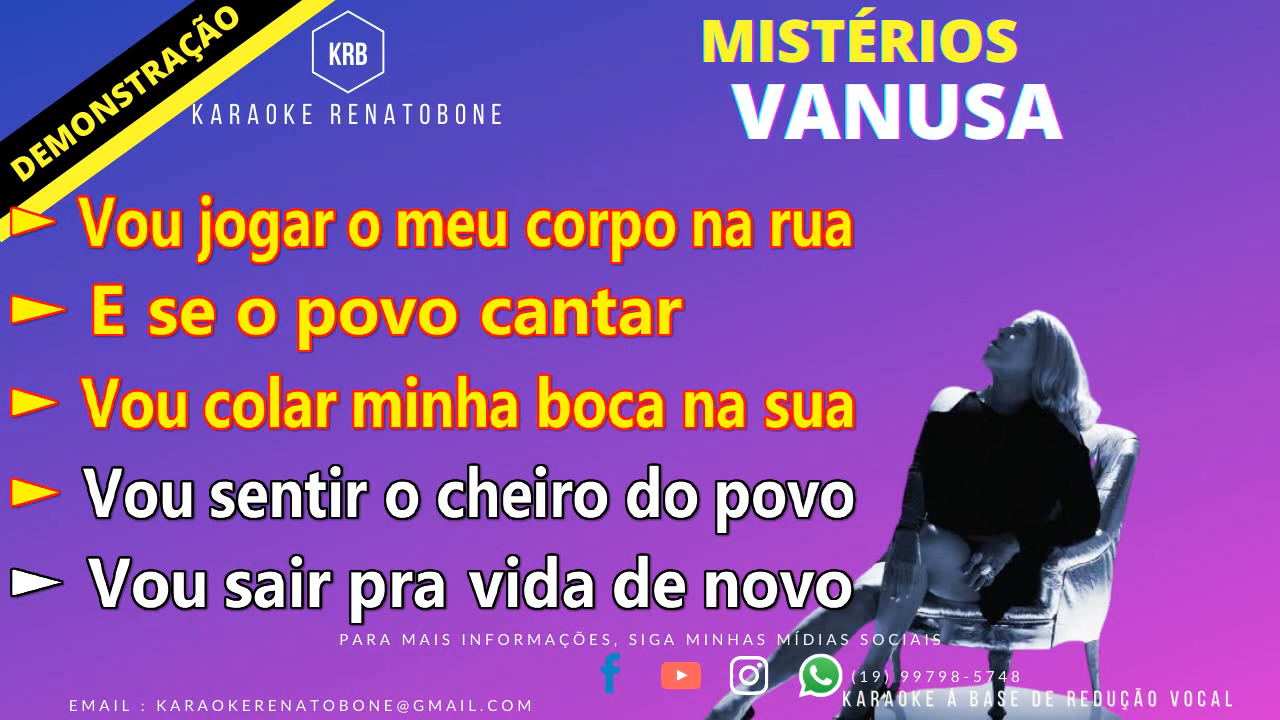 DEMONSTRAÇÃO
KRB
KARAOKE RENATOBONE
MISTÉRIOS
VANUSA
Vou jogar o meu corpo na rua
E se o povo cantar
Vou colar minha boca na sua
Vou sentir o cheiro do povo
Vou sair pra vida de novo
PARA MAIS INFORMAÇÕES, SIGA MINHAS MÍDIAS SOCIAIS
(19) 99798-5748
KARAOKE Á BASE DE REDUÇÃO VOCAL
EMAIL : KARAOKERENATOBONE@GMAIL.COM